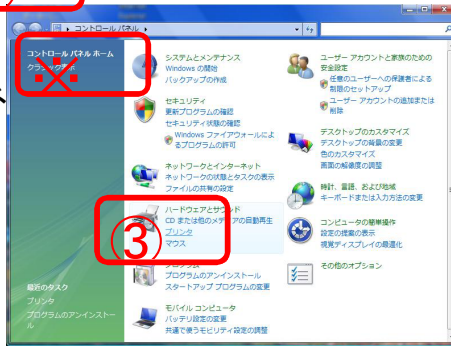 コントロール パネル
コントロール パネル ホーム
クラシック表示
※
システムとメンテナンス
Windows の開始
バックアップの作成
セキュリティ
更新プログラムの確認
セキュリティ状態の確認
Windows ファイアウォールによ
るプログラムの許可
ネットワークとインターネット
ネットワークの状態とタスクの表示
ファイルの共有の設定
ハードウェアとサウンド
CD または他のメディアの自動再生
プリンタ
マウス
③
プログラム
プログラムのアンインストール
スタートアップ プログラムの変更
モバイル コンピュータ
バッテリ設定の変更
共通で使うモビリティ設定の調整
ユーザー アカウントと家族のための
安全設定
任意のユーザーへの保護者による
制限のセットアップ
ユーザー アカウントの追加または
削除
デスクトップのカスタマイズ
デスクトップの背景の変更
色のカスタマイズ
画面の解像度の調整
時計、言語、および地域
キーボードまたは入力方法の変更
コンピュータの簡単操作
設定の提案の表示
視覚ディスプレイの最適化
その他のオプション
最近のタスク
プリンタ
プログラムのアンインストー
ル